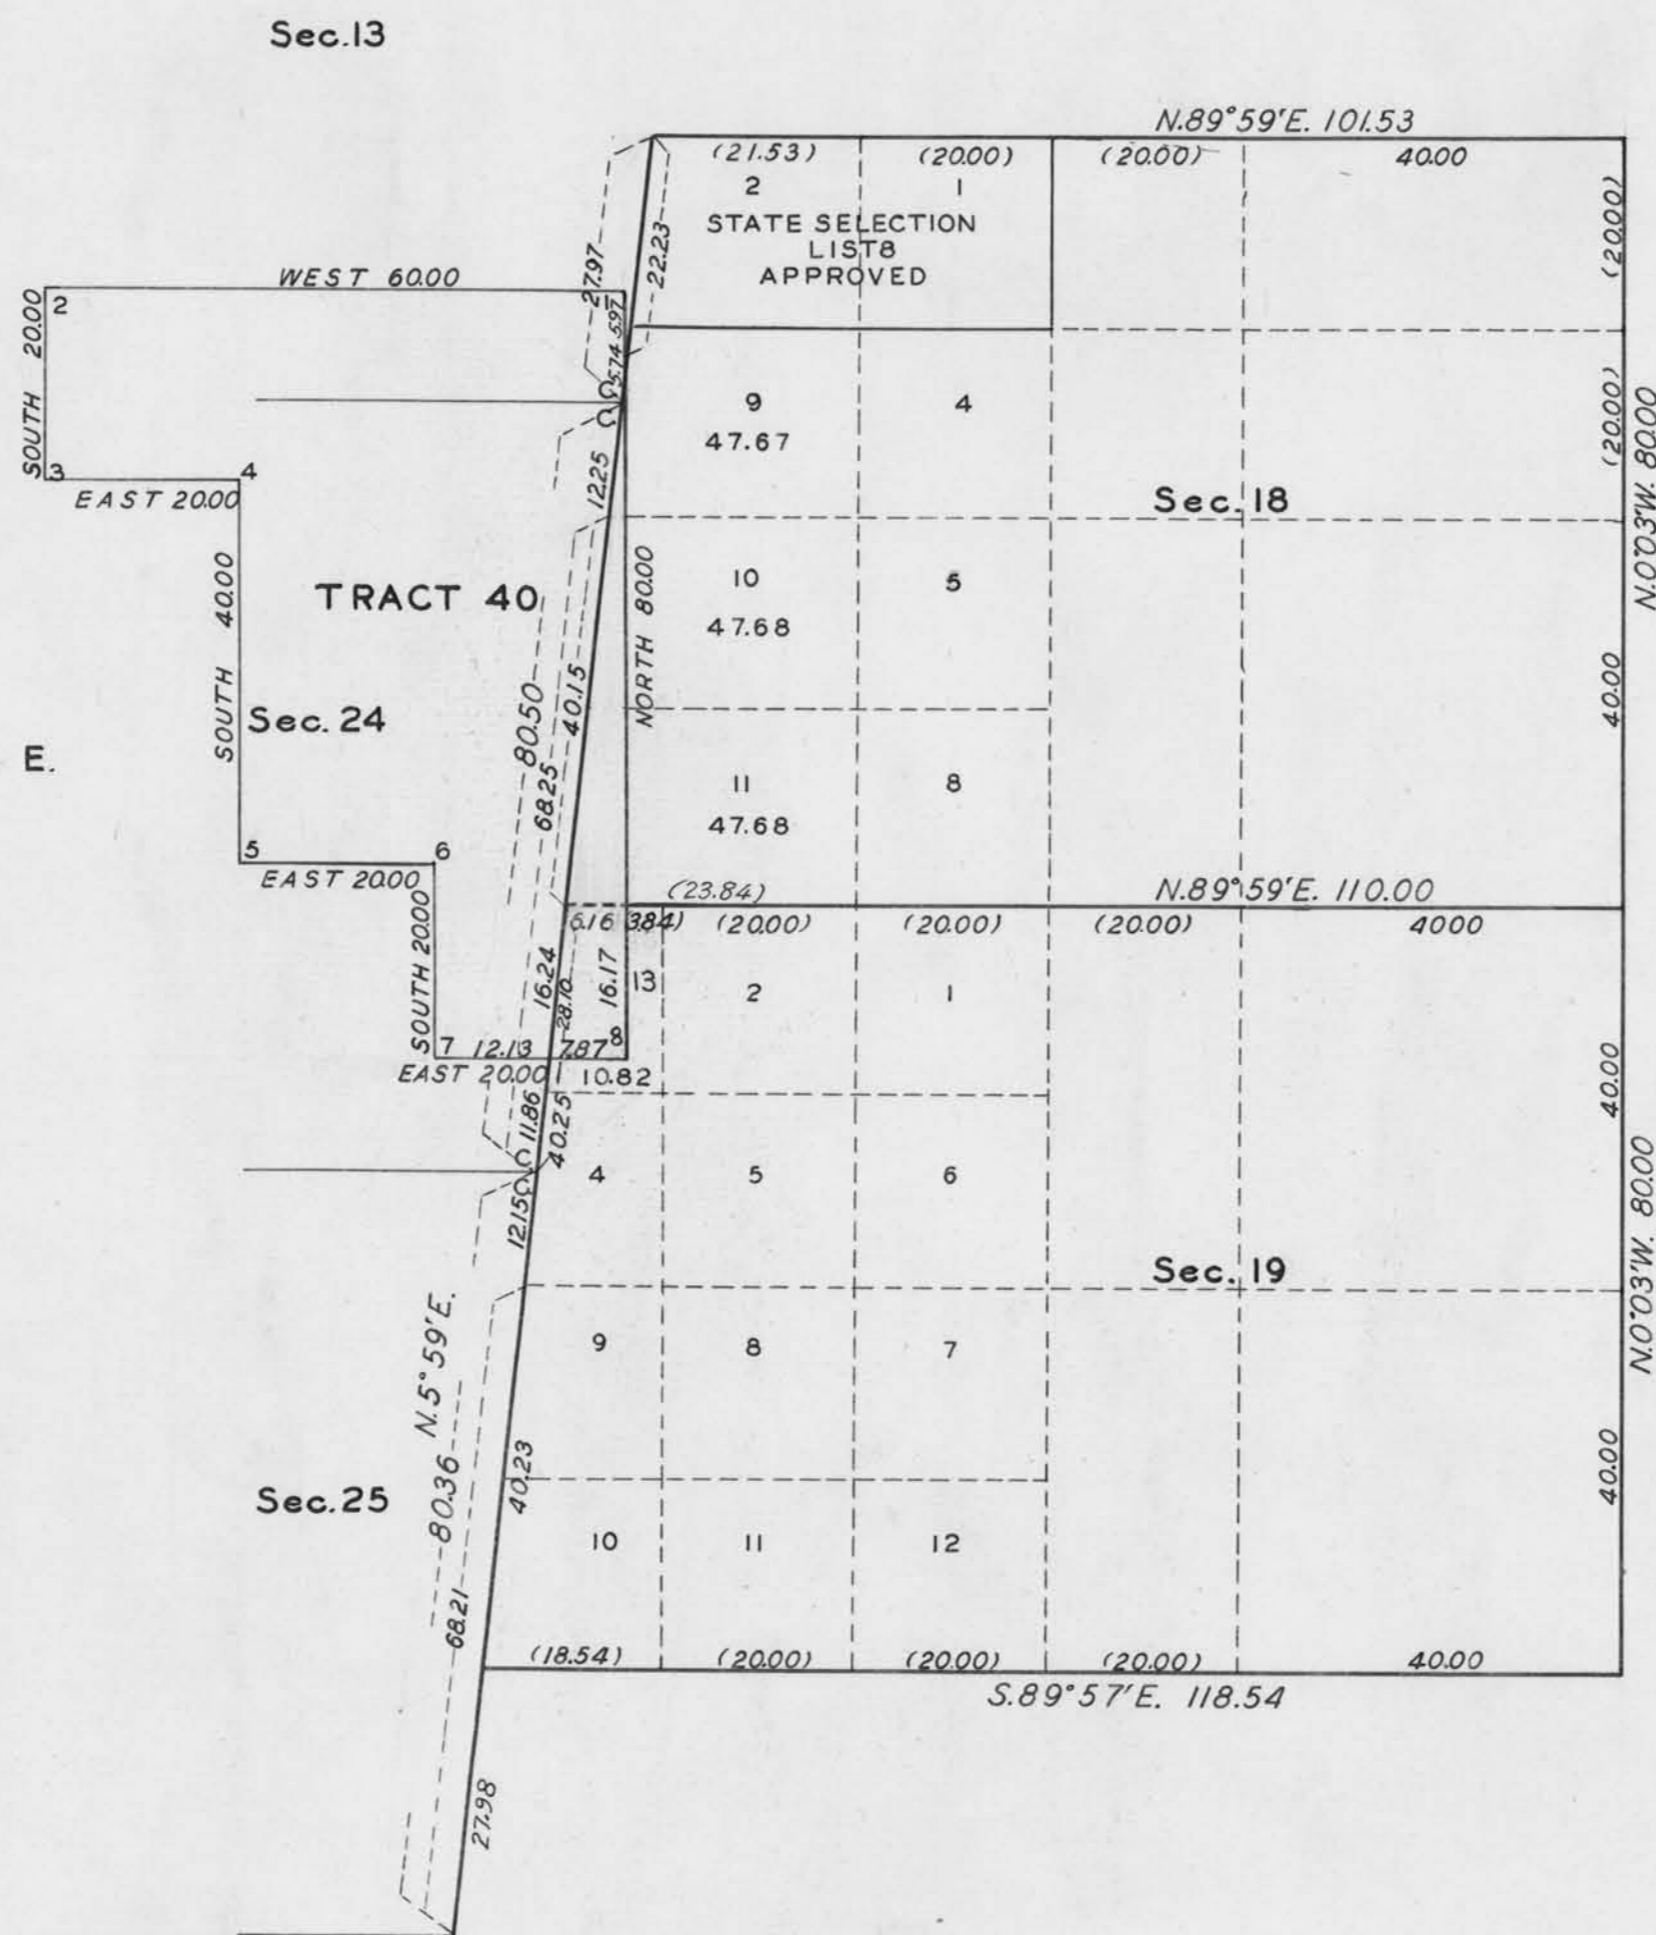 Sec.13
N.89°59'E. 101.53
(21.53) (20.00) (20.00) 40.00
2 1
STATE SELECTION
LIST8
APPROVED
(20.00)
27.97
22.23
WEST 60.00
2
1
5.97
5.74
SOUTH 20.00
3
4
EAST 20.00
9
47.67
4
(20.00)
N.0°03'W. 80.00
12.25
Sec. 18
SOUTH 40.00
TRACT 40
NORTH 80.00
10
47.68
5
40.15
80.50
68.25
40.00
Sec. 24
E.
11
47.68
8
5
6
EAST 20.00
(23.84)
N.89°59'E. 110.00
6.16 3.84) (20.00) (20.00) (20.00) 4000
SOUTH 20.00
16.24
28.10
16.17
13
2
1
7 12.13 7.87 8
EAST 20.00
10.82
40.00
11.86
40.25
4
5
6
12.15
N.0°03'W. 80.00
Sec. 19
N.5°59'E.
9
8
7
80.36
40.23
40.00
Sec.25
10
11
12
68.21
(18.54) (20.00) (20.00) (20.00) 40.00
S.89°57'E. 118.54
27.98